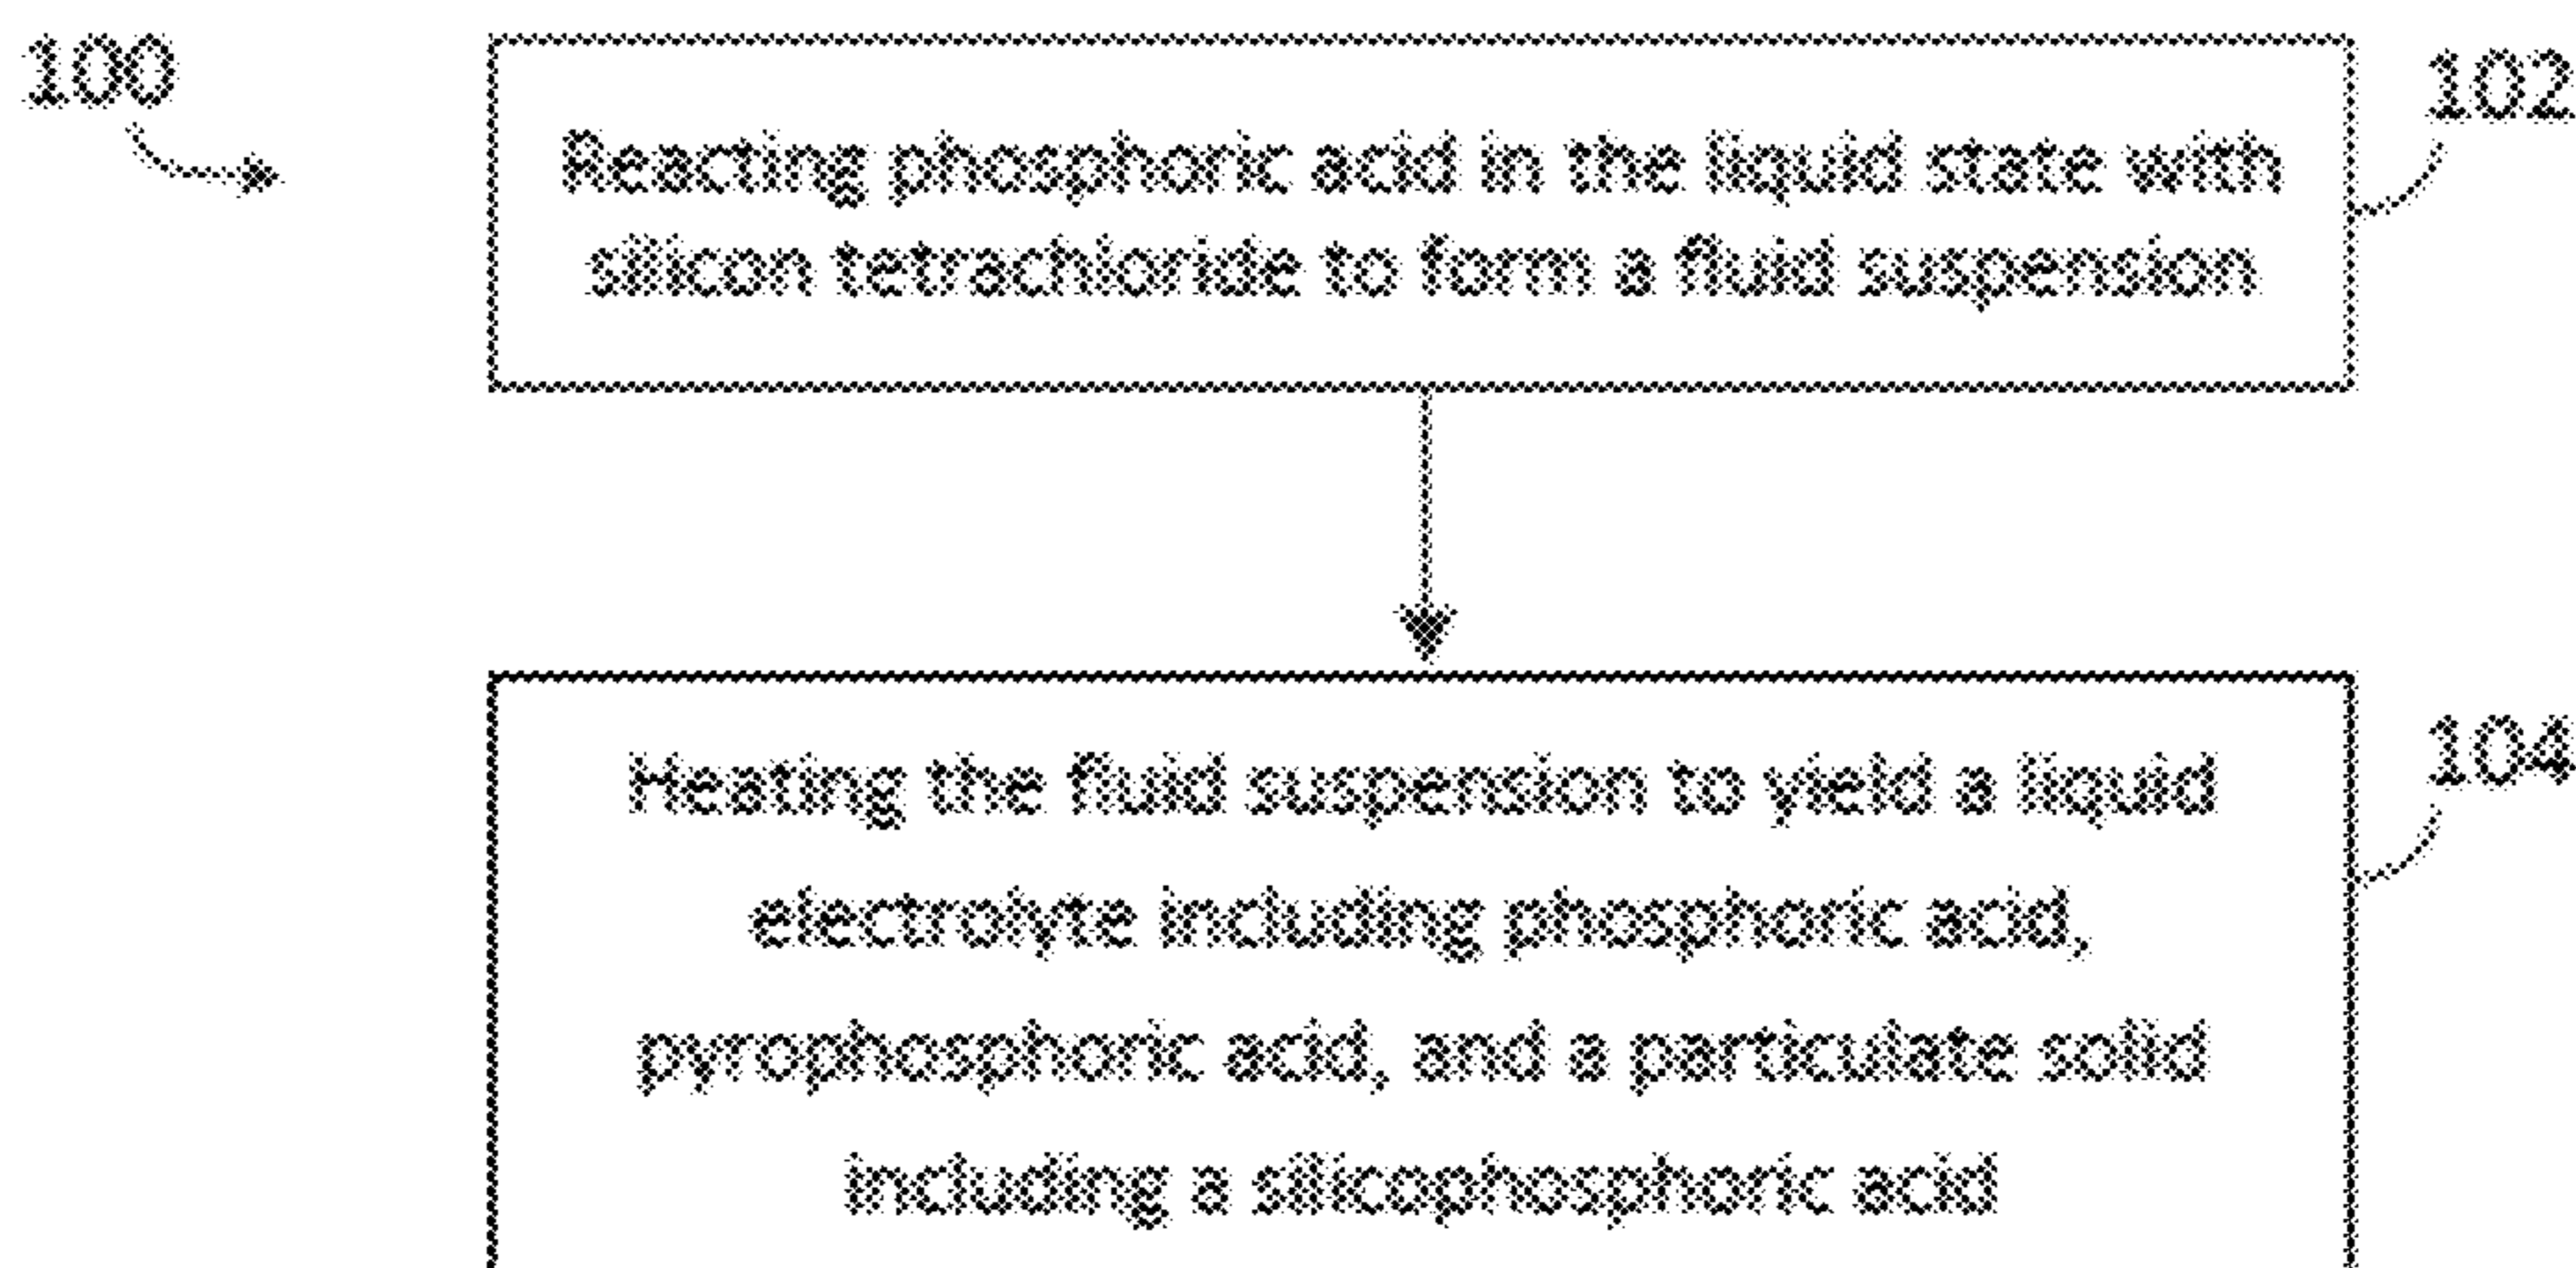 100
102
Reacting phosphoric acid in the liquid state with
silicon tetrachloride to form a fluid suspension
104
Heating the fluid suspension to yield a liquid
electrolyte including phosphoric acid,
pyrophosphoric acid, and a particulate solid
including a silicophosphoric acid